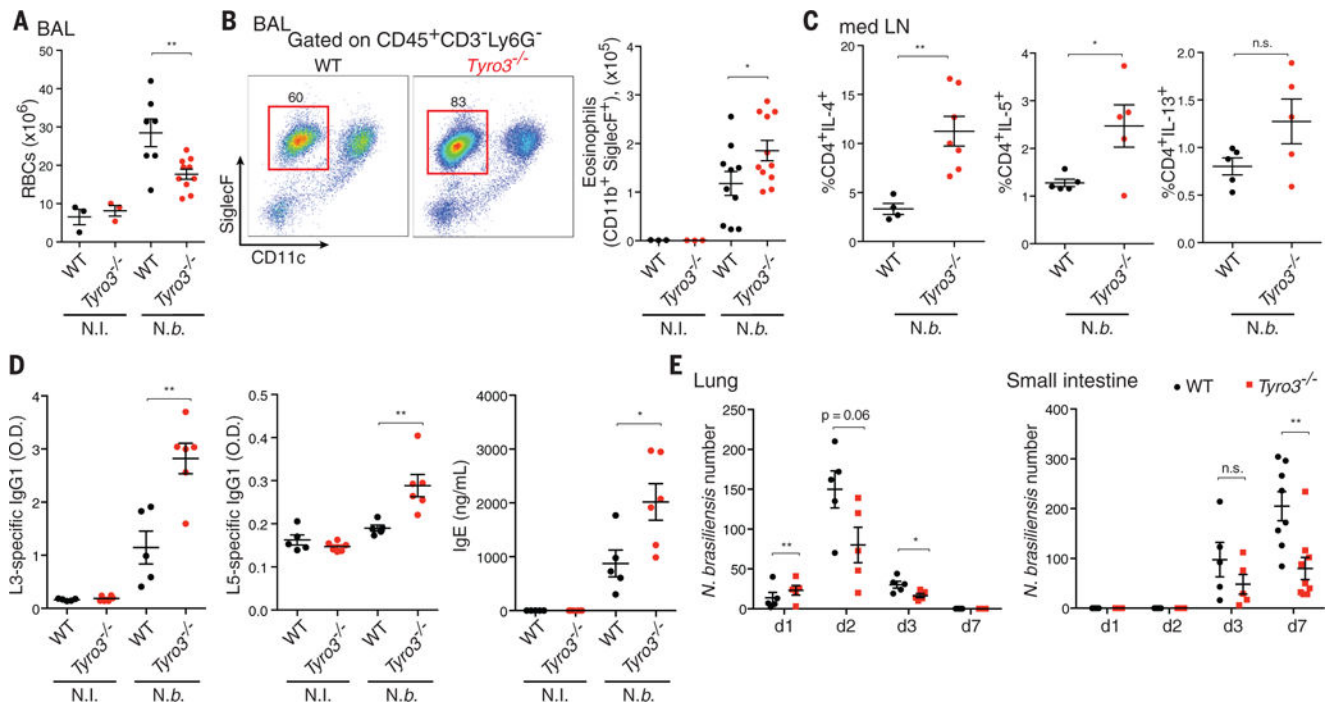 A BAL
RBCs (x10⁶)
50
40
30
20
10
0
**
WT
Tyro3⁻/⁻
WT
Tyro3⁻/⁻
N.I.
N.b.
B BAL
Gated on CD45⁺CD3⁻Ly6G⁻
WT
Tyro3⁻/⁻
60
83
SiglecF
CD11c
Eosinophils
(CD11b⁺ SiglecF⁺), (x10⁵)
4
3
2
1
0
*
WT
Tyro3⁻/⁻
WT
Tyro3⁻/⁻
N.I.
N.b.
C med LN
%CD4⁺IL-4⁺
20
15
10
5
0
**
WT
Tyro3⁻/⁻
N.b.
%CD4⁺IL-5⁺
4
3
2
1
0
*
WT
Tyro3⁻/⁻
N.b.
%CD4⁺IL-13⁺
2.0
1.5
1.0
0.5
0.0
n.s.
WT
Tyro3⁻/⁻
N.b.
D
L3-specific IgG1 (O.D.)
4
3
2
1
0
**
WT
Tyro3⁻/⁻
WT
Tyro3⁻/⁻
N.I.
N.b.
L5-specific IgG1 (O.D.)
0.5
0.4
0.3
0.2
0.1
0.0
**
WT
Tyro3⁻/⁻
WT
Tyro3⁻/⁻
N.I.
N.b.
IgE (ng/mL)
4000
3000
2000
1000
0
*
WT
Tyro3⁻/⁻
WT
Tyro3⁻/⁻
N.I.
N.b.
E Lung
N. brasiliensis number
250
200
150
100
50
0
**
p = 0.06
*
d1 d2 d3 d7
Small intestine
WT Tyro3⁻/⁻
N. brasiliensis number
400
300
200
100
0
n.s.
**
d1 d2 d3 d7